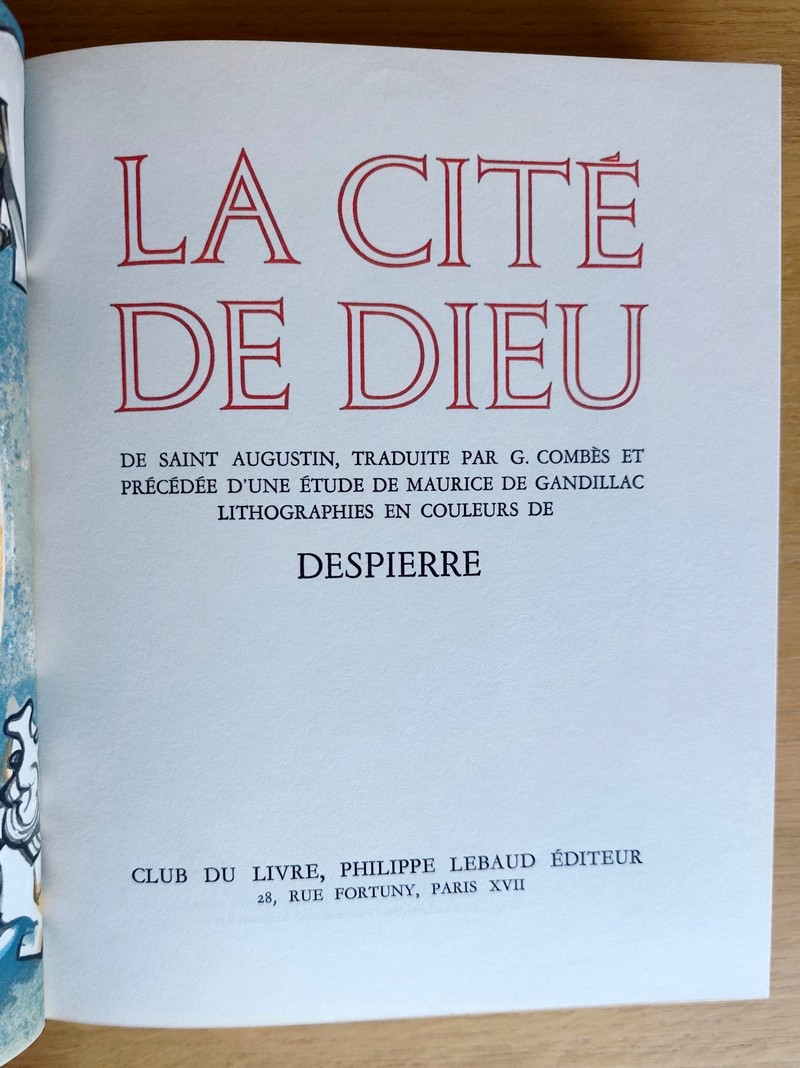 LA CITÉ
DE DIEU
DE SAINT AUGUSTIN, TRADUITE PAR G. COMBÈS ET
PRÉCÉDÉE D'UNE ÉTUDE DE MAURICE DE GANDILLAC
LITHOGRAPHIES EN COULEURS DE
DESPIERRE
CLUB DU LIVRE, PHILIPPE LEBAUD ÉDITEUR
28, RUE FORTUNY, PARIS XVII